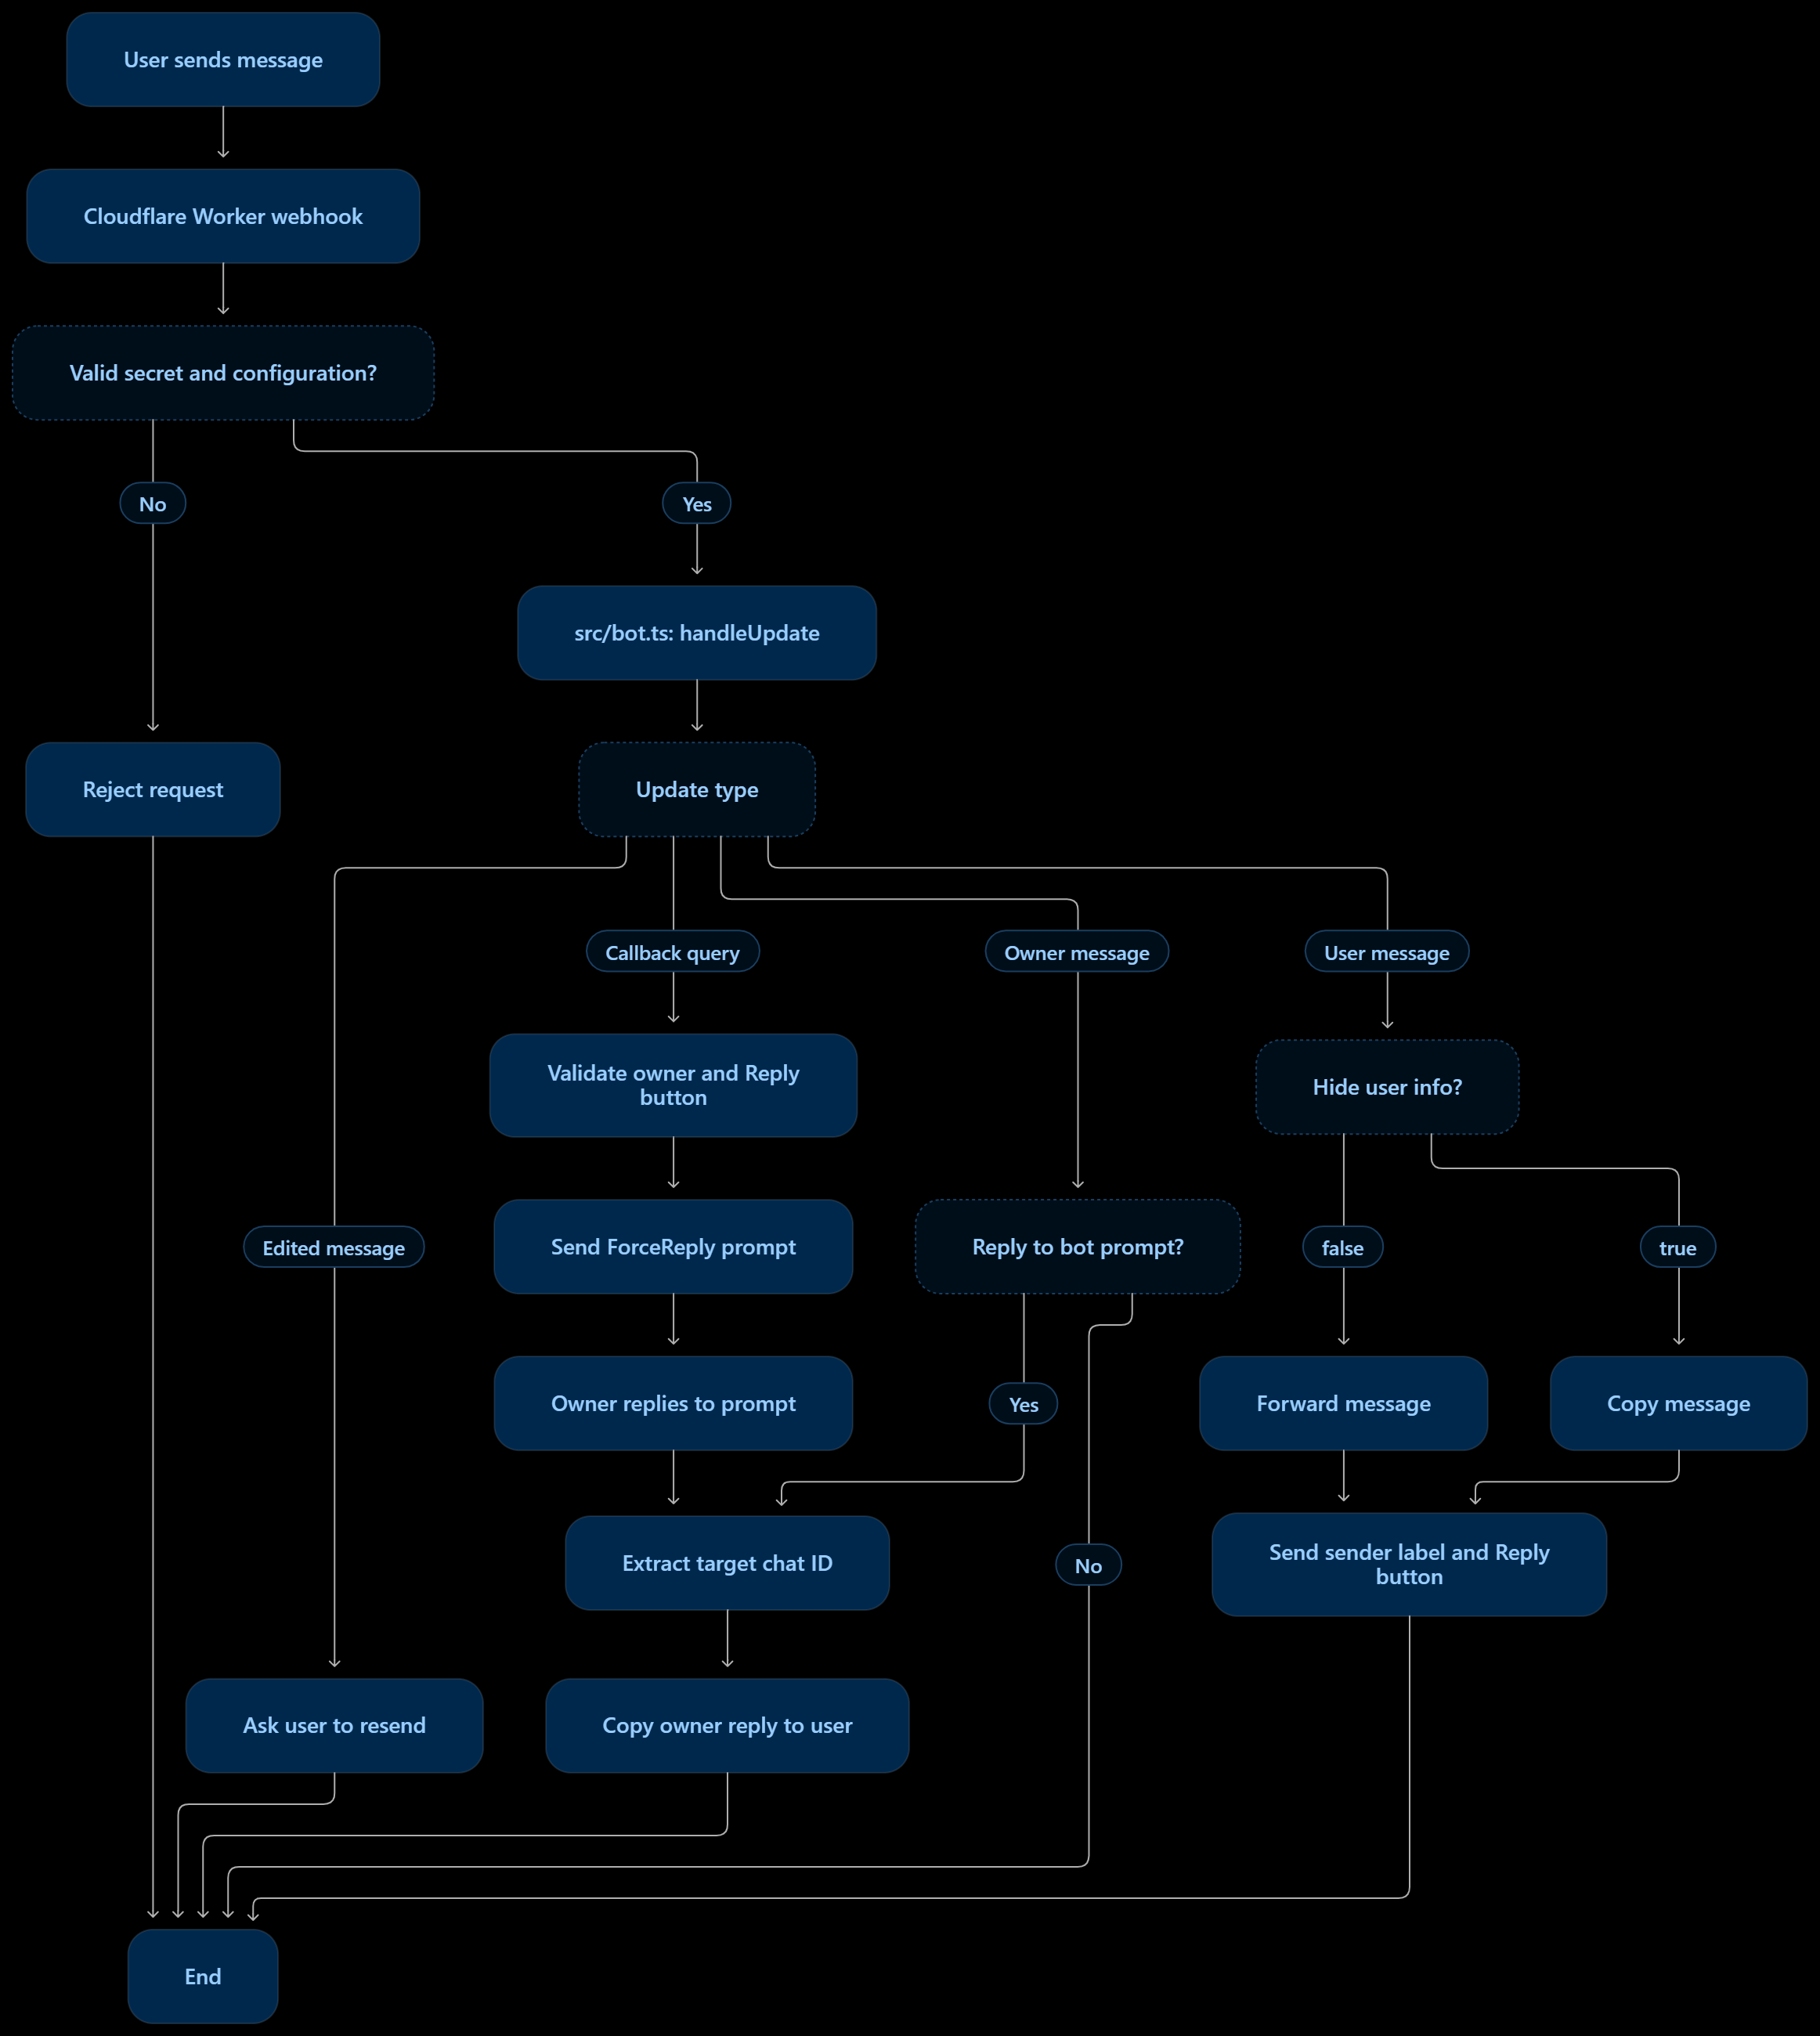 User sends message
Cloudflare Worker webhook
Valid secret and configuration?
No
Yes
src/bot.ts: handleUpdate
Reject request
Update type
Callback query
Owner message
User message
Validate owner and Reply
button
Hide user info?
Edited message
Send ForceReply prompt
Reply to bot prompt?
false
true
Owner replies to prompt
Yes
Forward message
Copy message
Extract target chat ID
No
Send sender label and Reply
button
Ask user to resend
Copy owner reply to user
End